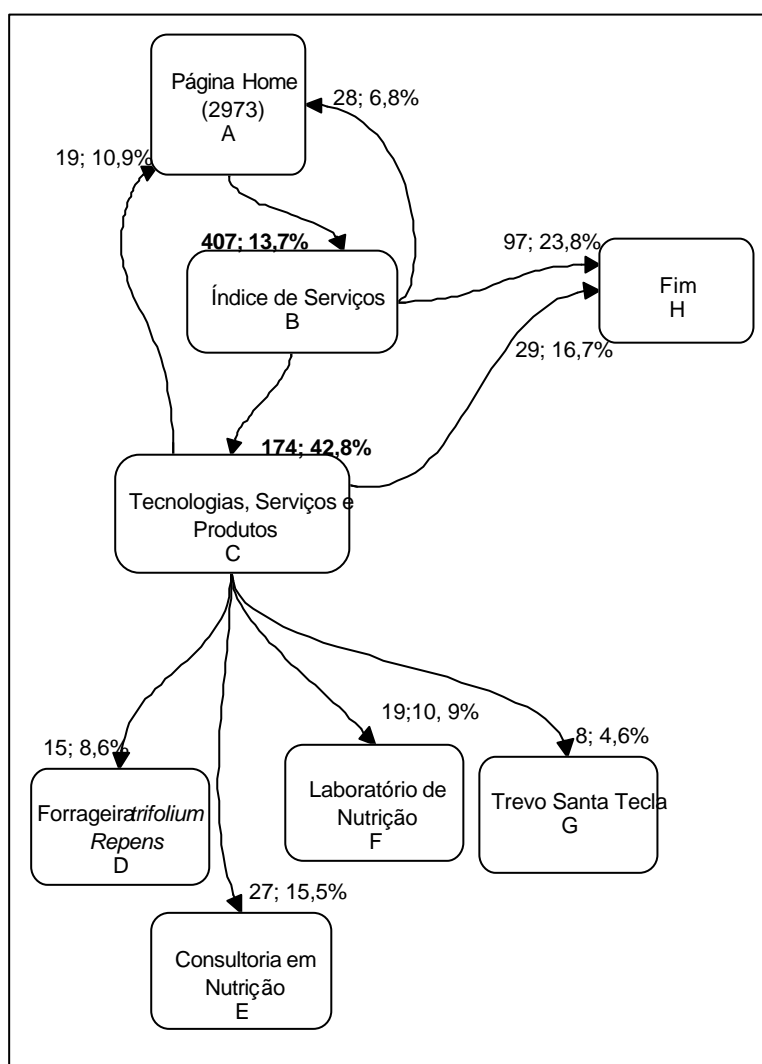 Página Home
(2973)
A
28; 6,8%
19; 10,9%
407; 13,7%
97; 23,8%
Índice de Serviços
B
Fim
H
29; 16,7%
174; 42,8%
Tecnologias, Serviços e
Produtos
C
19;10, 9%
15; 8,6%
8; 4,6%
Forrageiratrifolium
Repens
D
Laboratório de
Nutrição
F
Trevo Santa Tecla
G
27; 15,5%
Consultoria em
Nutrição
E